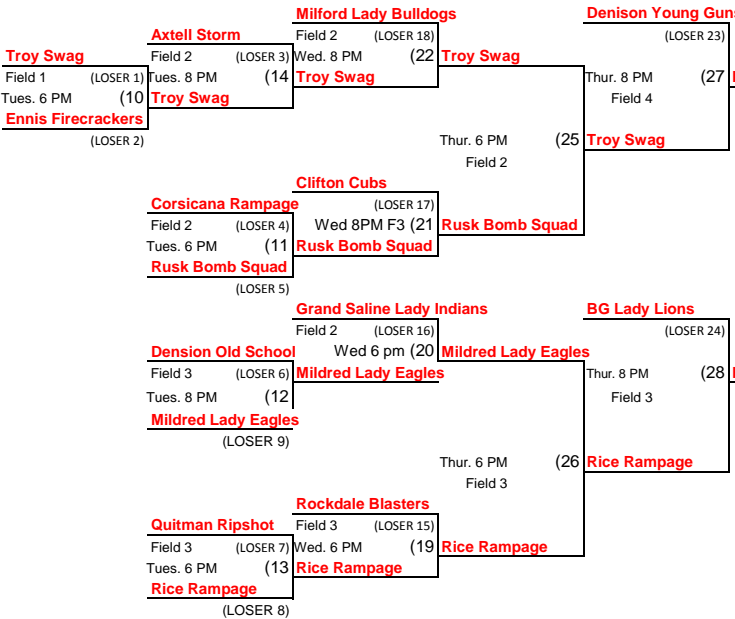 Milford Lady Bulldogs
Denison Young Guns
Axtell Storm
Field 2 (LOSER 18)
(LOSER 23)
Troy Swag
Field 2 (LOSER 3)
Wed. 8 PM (22
Troy Swag
Field 1 (LOSER 1)
Tues. 8 PM (14
Troy Swag
Thur. 8 PM (27
Tues. 6 PM (10
Troy Swag
Field 4
Ennis Firecrackers
(LOSER 2)
Thur. 6 PM (25
Troy Swag
Field 2
Clifton Cubs
Corsicana Rampage
(LOSER 17)
Field 2 (LOSER 4)
Wed 8PM F3 (21
Rusk Bomb Squad
Tues. 6 PM (11
Rusk Bomb Squad
Rusk Bomb Squad
(LOSER 5)
Grand Saline Lady Indians
BG Lady Lions
Field 2 (LOSER 16)
(LOSER 24)
Dension Old School
Wed 6 pm (20
Mildred Lady Eagles
Field 3 (LOSER 6)
Mildred Lady Eagles
Thur. 8 PM (28
Tues. 8 PM (12
Field 3
Mildred Lady Eagles
(LOSER 9)
Thur. 6 PM (26
Rice Rampage
Field 3
Rockdale Blasters
Quitman Ripshot
Field 3 (LOSER 15)
Field 3 (LOSER 7)
Wed. 6 PM (19
Rice Rampage
Tues. 6 PM (13
Rice Rampage
Rice Rampage
(LOSER 8)